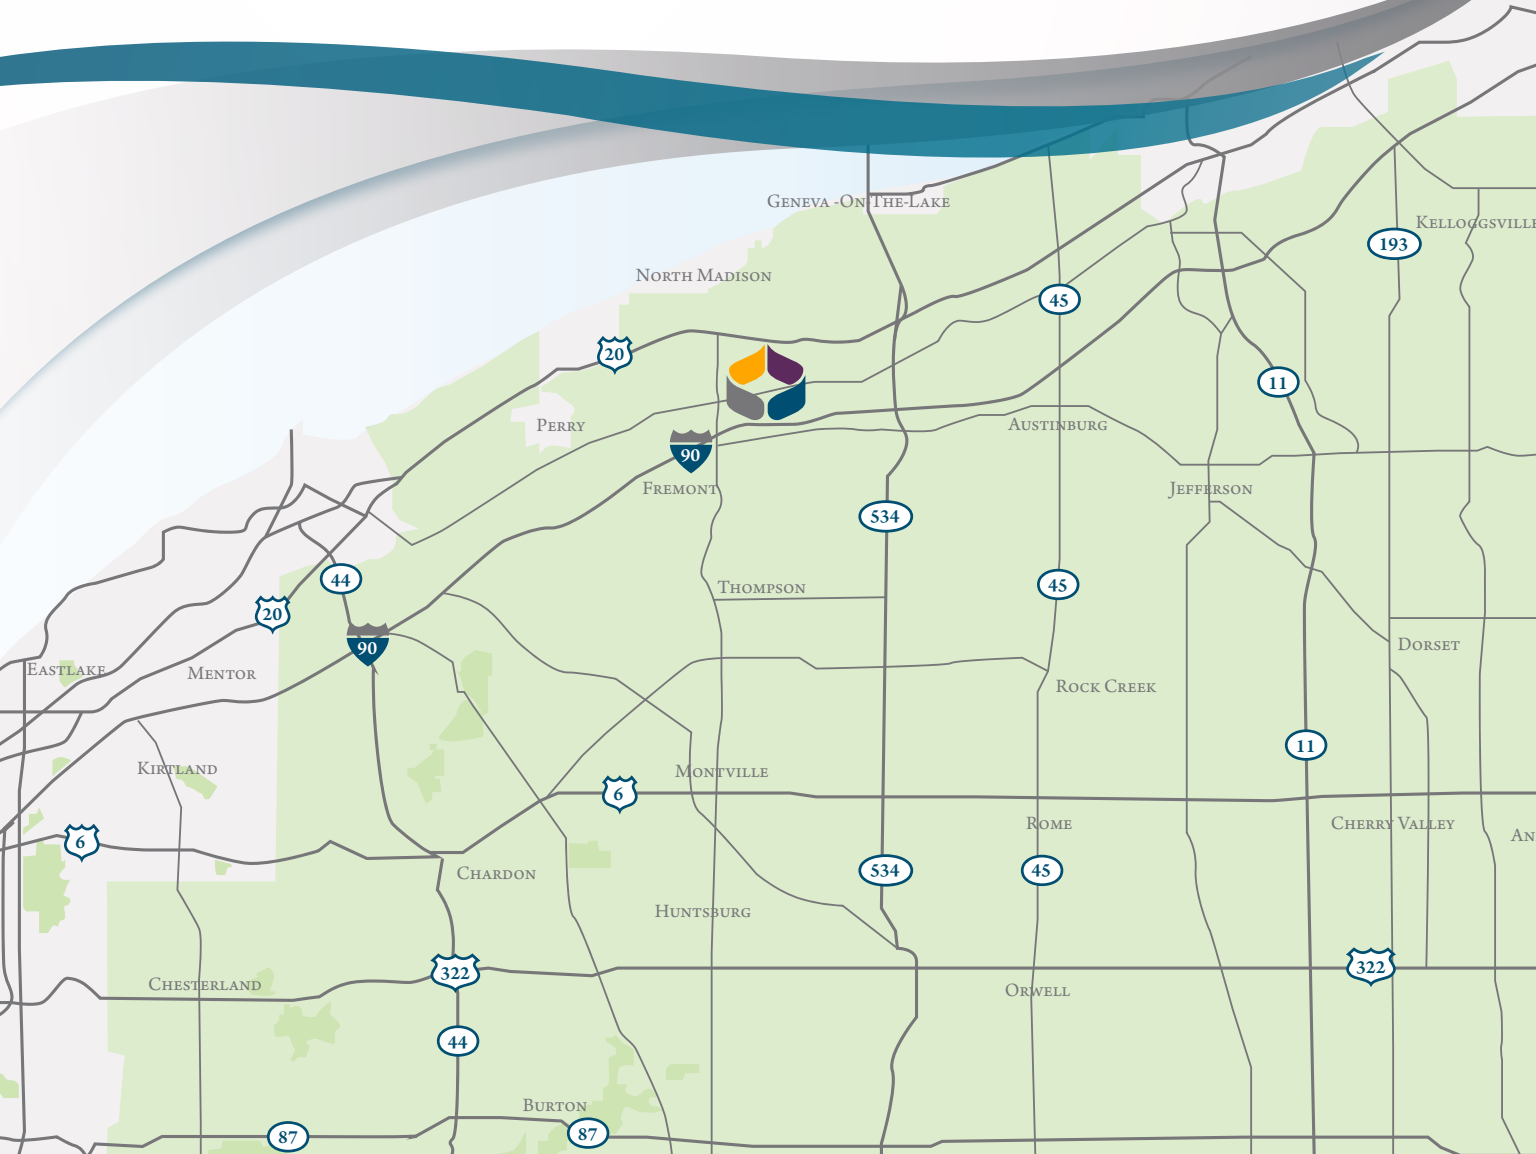 Geneva -On-The-Lake
Kelloggsville
193
North Madison
45
20
11
Perry
Austinburg
90
Fremont
Jefferson
534
44
Thompson
45
20
90
Eastlake
Mentor
Dorset
Rock Creek
11
Kirtland
Montville
6
Rome
Cherry Valley
An
6
Chardon
534
45
Huntsburg
322
322
Chesterland
Orwell
44
Burton
87
87